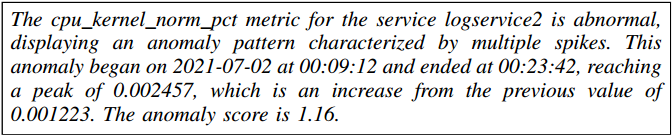 The cpu_kernel_norm_pct metric for the service logservice2 is abnormal,
displaying an anomaly pattern characterized by multiple spikes. This
anomaly began on 2021-07-02 at 00:09:12 and ended at 00:23:42, reaching
a peak of 0.002457, which is an increase from the previous value of
0.001223. The anomaly score is 1.16.